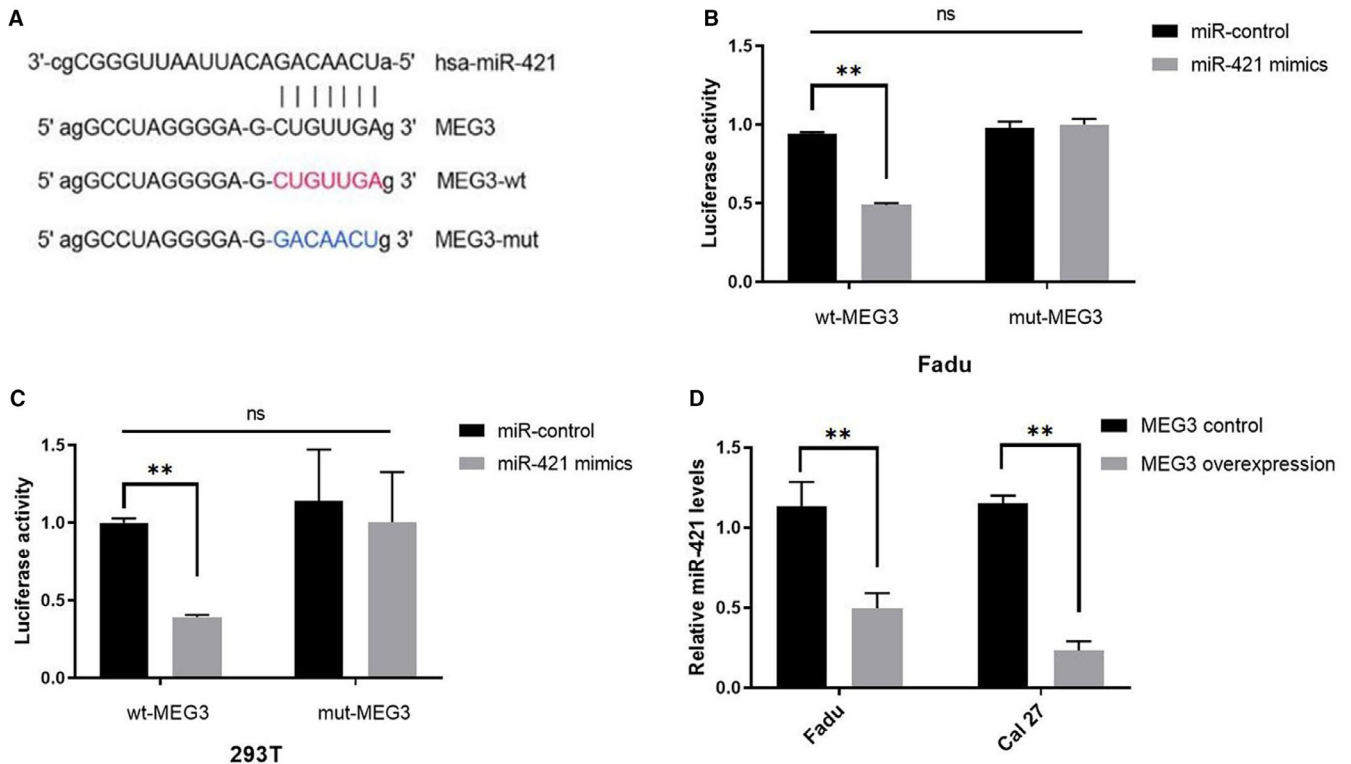 A
3'-cgCGGGUUAAUUACAGACAACUa-5' hsa-miR-421
5' agGCCUAGGGGA-G-CUGUUGAg 3' MEG3
5' agGCCUAGGGGA-G-CUGUUGAg 3' MEG3-wt
5' agGCCUAGGGGA-G-GACAACUg 3' MEG3-mut
B
ns
**
miR-control
miR-421 mimics
Luciferase activity
1.5
1.0
0.5
0.0
wt-MEG3 mut-MEG3
Fadu
C
ns
**
miR-control
miR-421 mimics
Luciferase activity
1.5
1.0
0.5
0.0
wt-MEG3 mut-MEG3
293T
D
** **
MEG3 control
MEG3 overexpression
Relative miR-421 levels
1.5
1.0
0.5
0.0
Fadu Cal 27